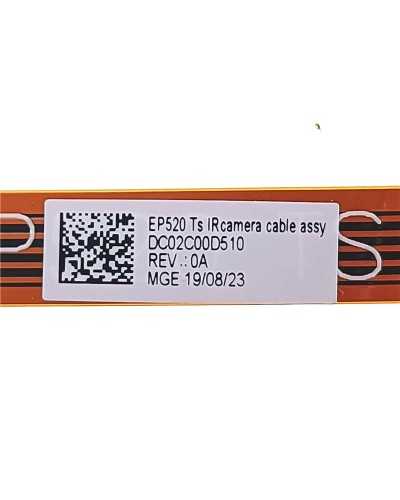 EP520 Ts IRcamera cable assy
DC02C00D510
REV.:0A
MGE 19/08/23
P
S